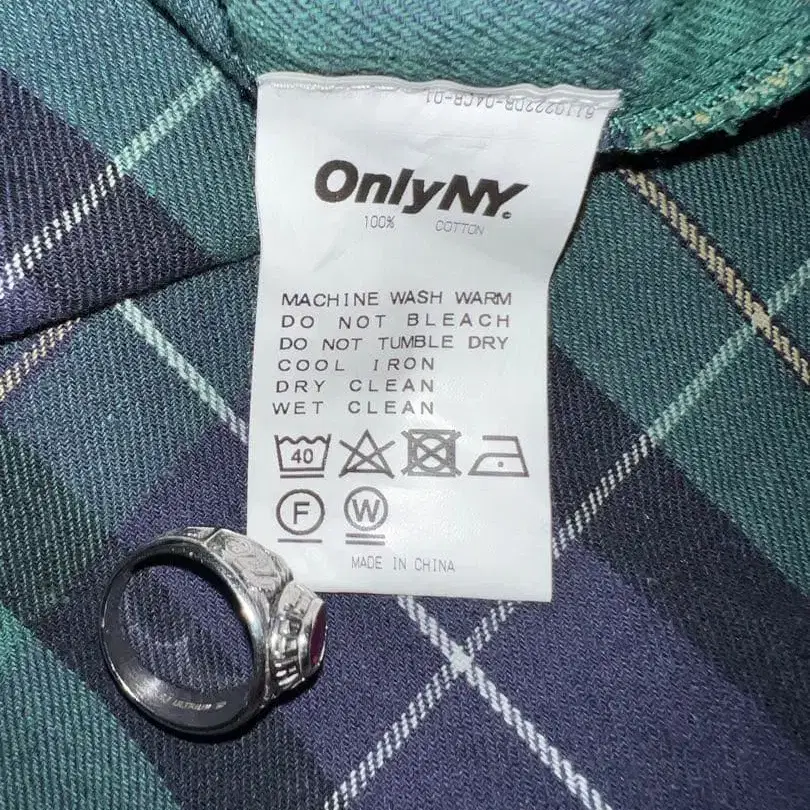 OnlyNY.
100% COTTON
MACHINE WASH WARM
DO NOT BLEACH
DO NOT TUMBLE DRY
COOL IRON
DRY CLEAN
WET CLEAN
40
F W
MADE IN CHINA
ULTRIUM